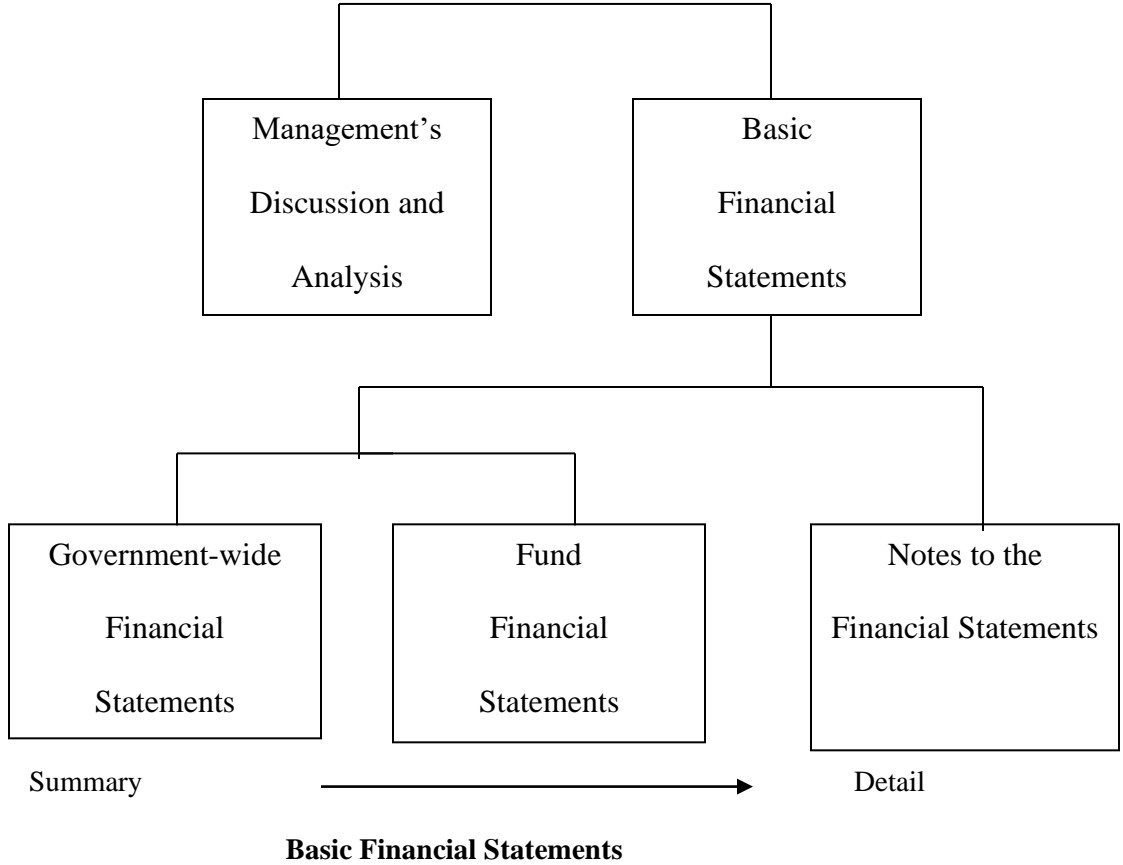 Management’s
Discussion and
Analysis
Basic
Financial
Statements
Government-wide
Financial
Statements
Fund
Financial
Statements
Notes to the
Financial Statements
Summary
Detail
Basic Financial Statements